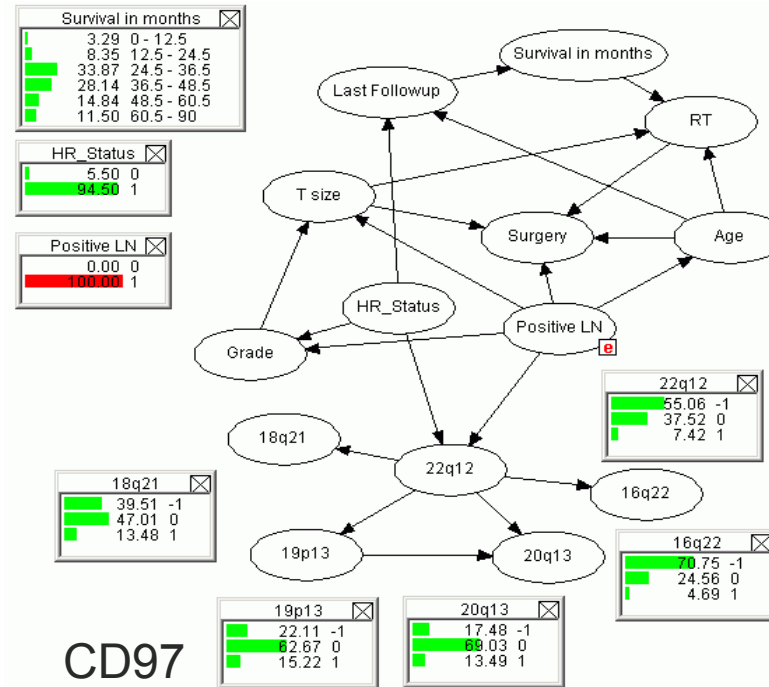 Survival in months
3.29 0 - 12.5
8.35 12.5 - 24.5
33.87 24.5 - 36.5
28.14 36.5 - 48.5
14.84 48.5 - 60.5
11.50 60.5 - 90
Survival in months
Last Followup
RT
HR_Status
5.50 0
94.50 1
T size
Surgery
Age
Positive LN
0.00 0
100.00 1
HR_Status
Positive LN
e
Grade
22q12
55.06 -1
37.52 0
7.42 1
18q21
22q12
16q22
18q21
39.51 -1
47.01 0
13.48 1
19p13
20q13
16q22
70.75 -1
24.56 0
4.69 1
19p13
22.11 -1
62.67 0
15.22 1
20q13
17.48 -1
69.03 0
13.49 1
CD97